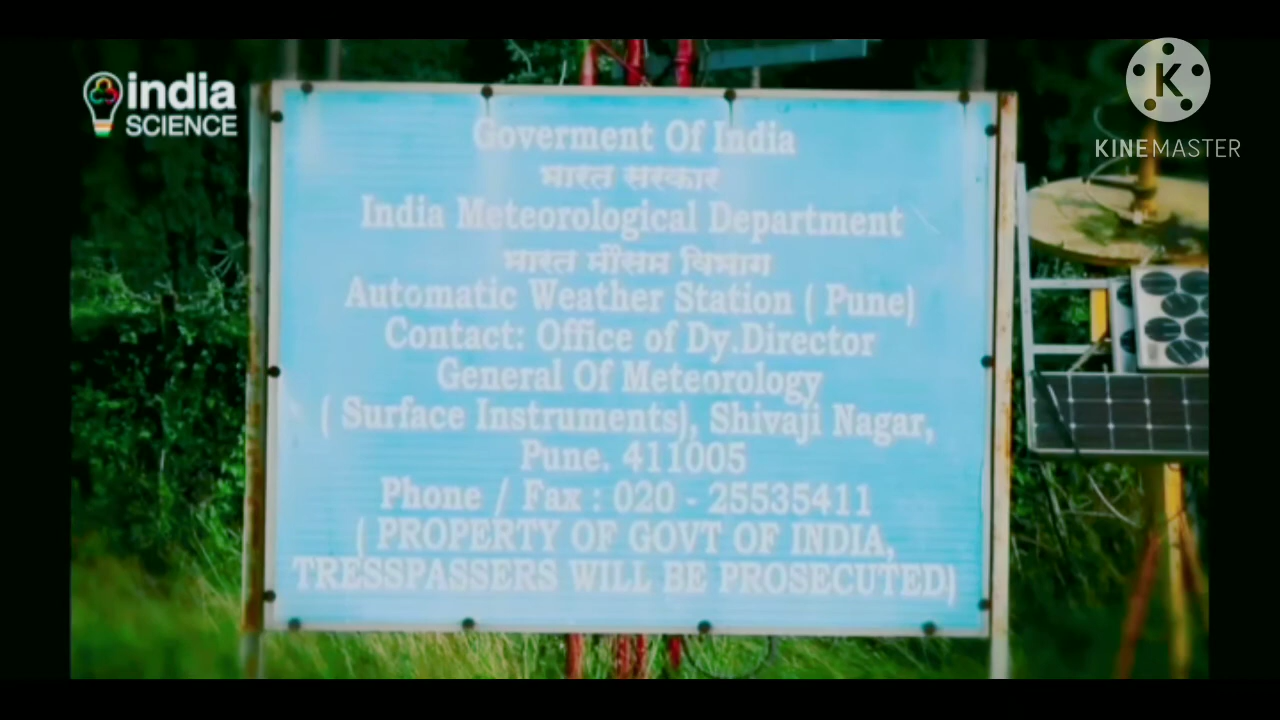 india
SCIENCE
K
KINEMASTER
Goverment Of India
भारत सरकार
India Meteorological Department
भारत मौसम विभाग
Automatic Weather Station ( Pune)
Contact: Office of Dy.Director
General Of Meteorology
( Surface Instruments), Shivaji Nagar,
Pune. 411005
Phone / Fax : 020 - 25535411
( PROPERTY OF GOVT OF INDIA,
TRESSPASSERS WILL BE PROSECUTED)